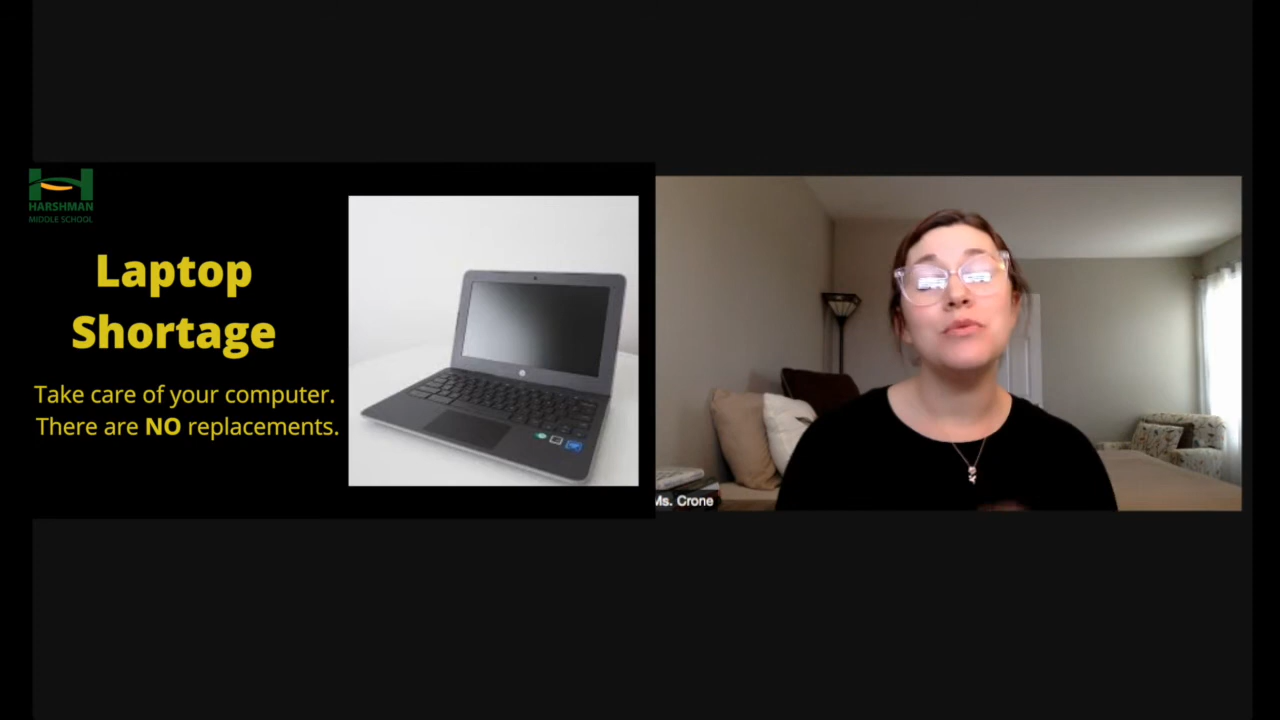 HARSHMAN
MIDDLE SCHOOL
Laptop
Shortage
Take care of your computer.
There are NO replacements.
Ms. Crone